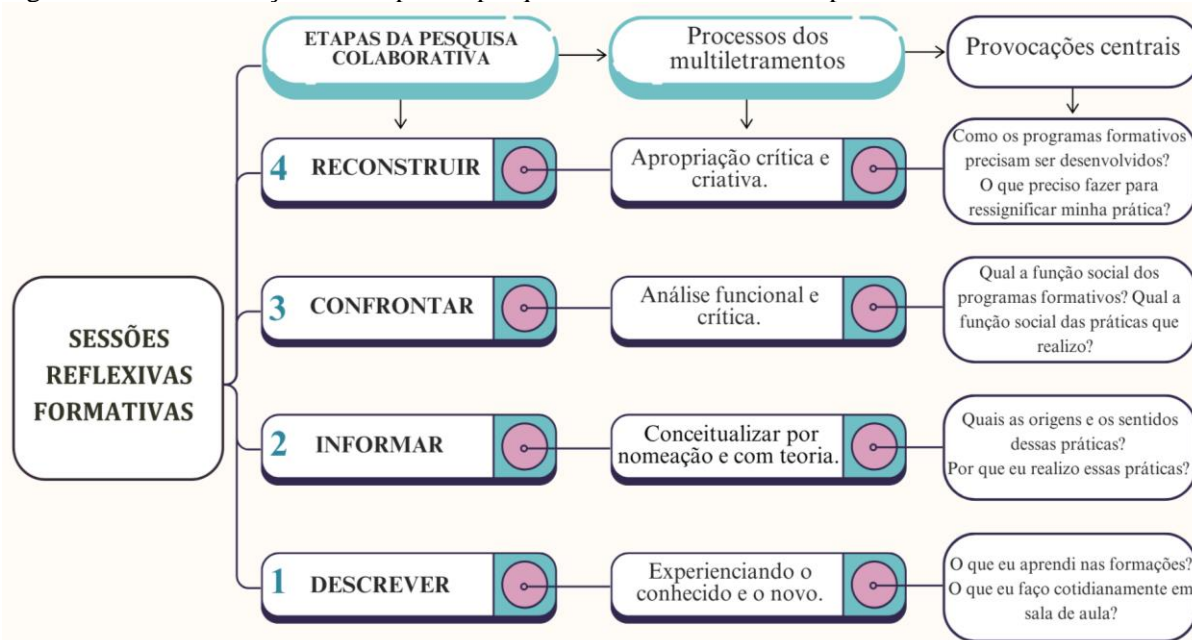 ETAPAS DA PESQUISA
COLABORATIVA
Processos dos
multiletramentos
Provocações centrais
4 RECONSTRUIR
Apropriação crítica e
criativa.
Como os programas formativos
precisam ser desenvolvidos?
O que preciso fazer para
ressignificar minha prática?
3 CONFRONTAR
Análise funcional e
crítica.
Qual a função social dos
programas formativos? Qual a
função social das práticas que
realizo?
SESSÕES
REFLEXIVAS
FORMATIVAS
2 INFORMAR
Conceitualizar por
nomeação e com teoria.
Quais as origens e os sentidos
dessas práticas?
Por que eu realizo essas práticas?
1 DESCREVER
Experienciando o
conhecido e o novo.
O que eu aprendi nas formações?
O que eu faço cotidianamente em
sala de aula?